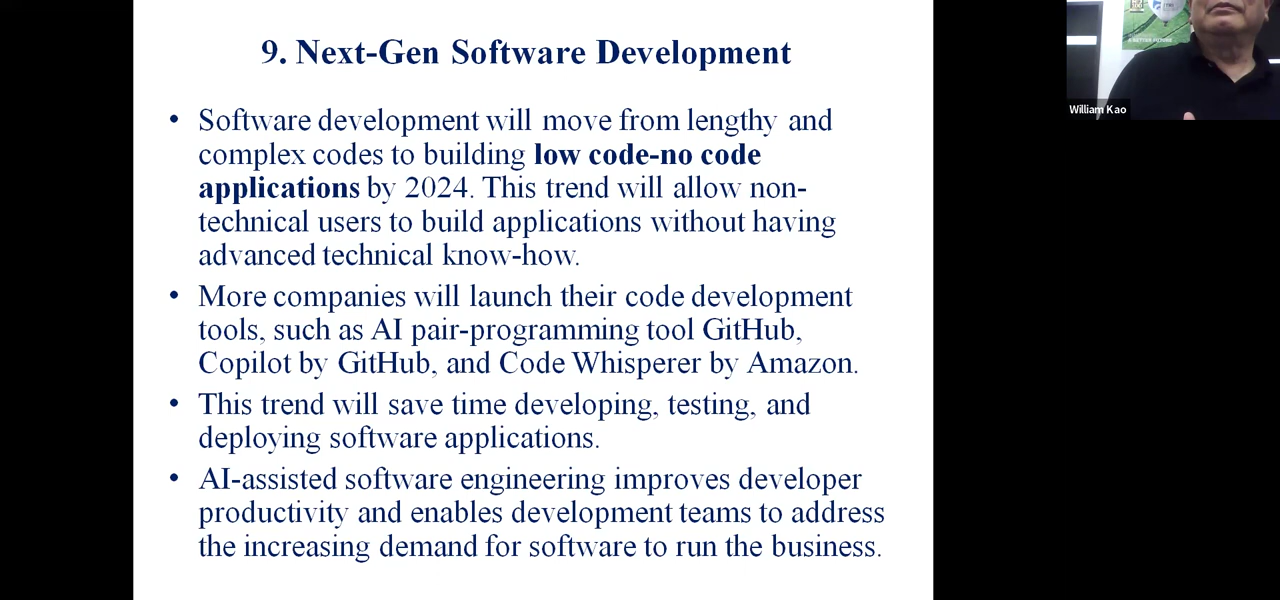 9. Next-Gen Software Development
• Software development will move from lengthy and
complex codes to building low code-no code
applications by 2024. This trend will allow non-
technical users to build applications without having
advanced technical know-how.
• More companies will launch their code development
tools, such as AI pair-programming tool GitHub,
Copilot by GitHub, and Code Whisperer by Amazon.
• This trend will save time developing, testing, and
deploying software applications.
• AI-assisted software engineering improves developer
productivity and enables development teams to address
the increasing demand for software to run the business.
A BETTER FUTURE
William Kao